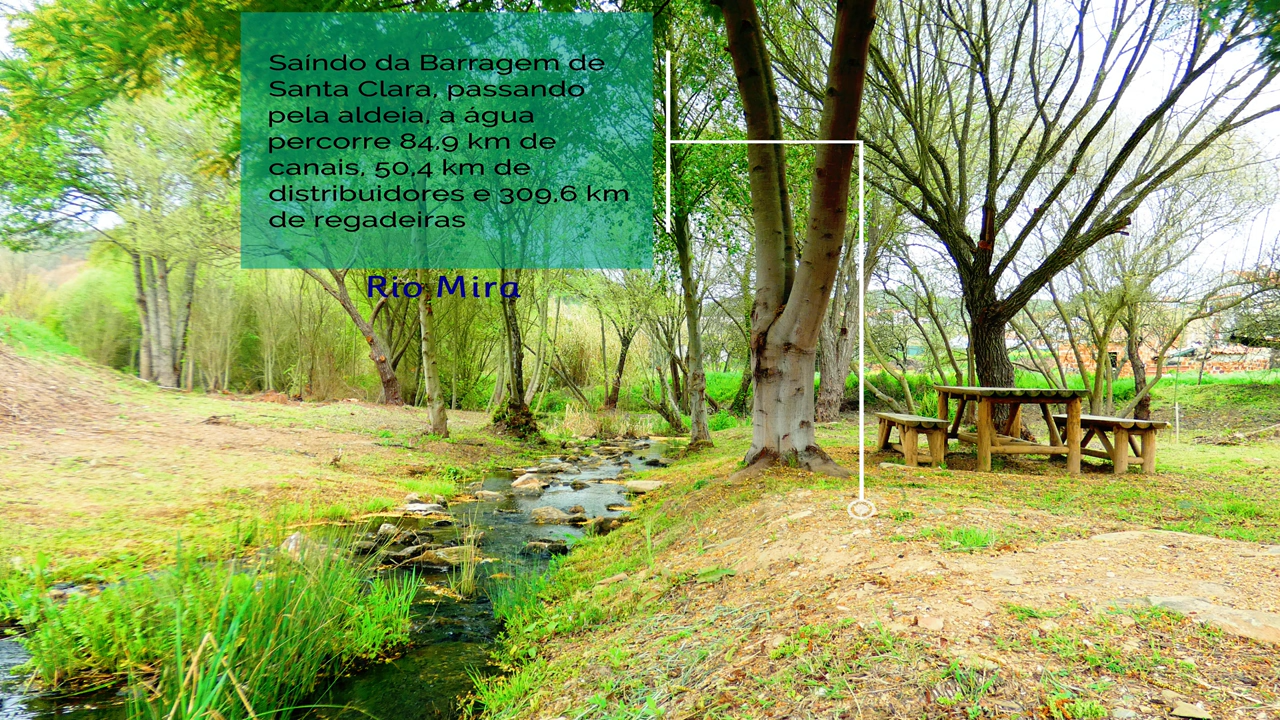 Saíndo da Barragem de
Santa Clara, passando
pela aldeia, a água
percorre 84,9 km de
canais, 50,4 km de
distribuidores e 309,6 km
de regadeiras
Rio Mira